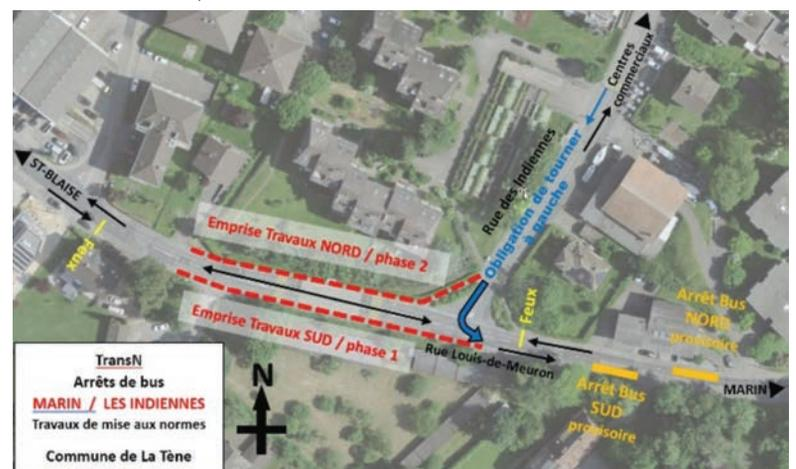 ST-BLAISE
Feux
Emprise Travaux NORD / phase 2
Emprise Travaux SUD / phase 1
Rue des Indiennes
Obligation de tourner
à gauche
Centres
commerciaux
Feux
Rue Louis-de-Meuron
Arrêt Bus
NORD
provisoire
Arrêt Bus
SUD
provisoire
MARIN
N
TransN
Arrêts de bus
MARIN / LES INDIENNES
Travaux de mise aux normes
Commune de La Tène